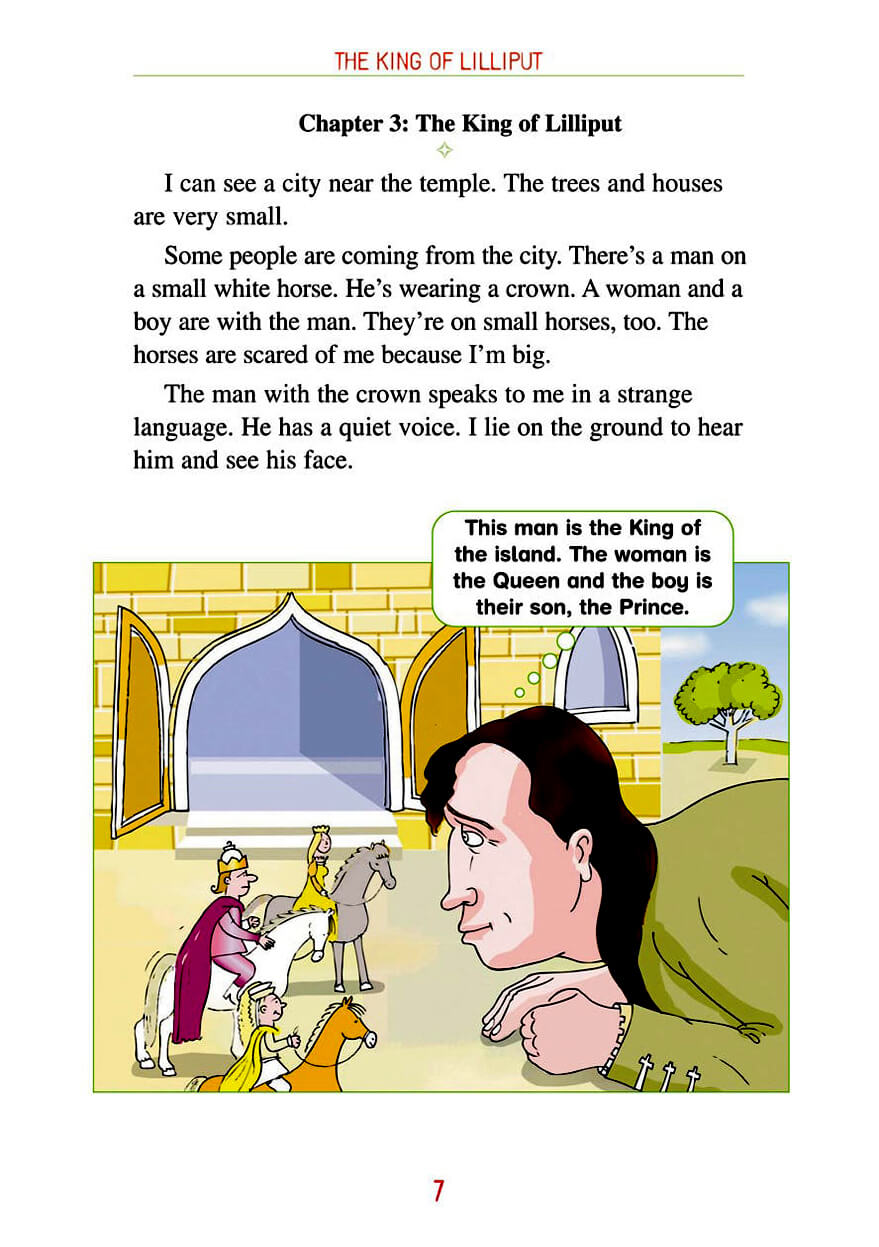 THE KING OF LILLIPUT
Chapter 3: The King of Lilliput
I can see a city near the temple. The trees and houses
are very small.
Some people are coming from the city. There’s a man on
a small white horse. He’s wearing a crown. A woman and a
boy are with the man. They’re on small horses, too. The
horses are scared of me because I’m big.
The man with the crown speaks to me in a strange
language. He has a quiet voice. I lie on the ground to hear
him and see his face.
This man is the King of
the island. The woman is
the Queen and the boy is
their son, the Prince.
7